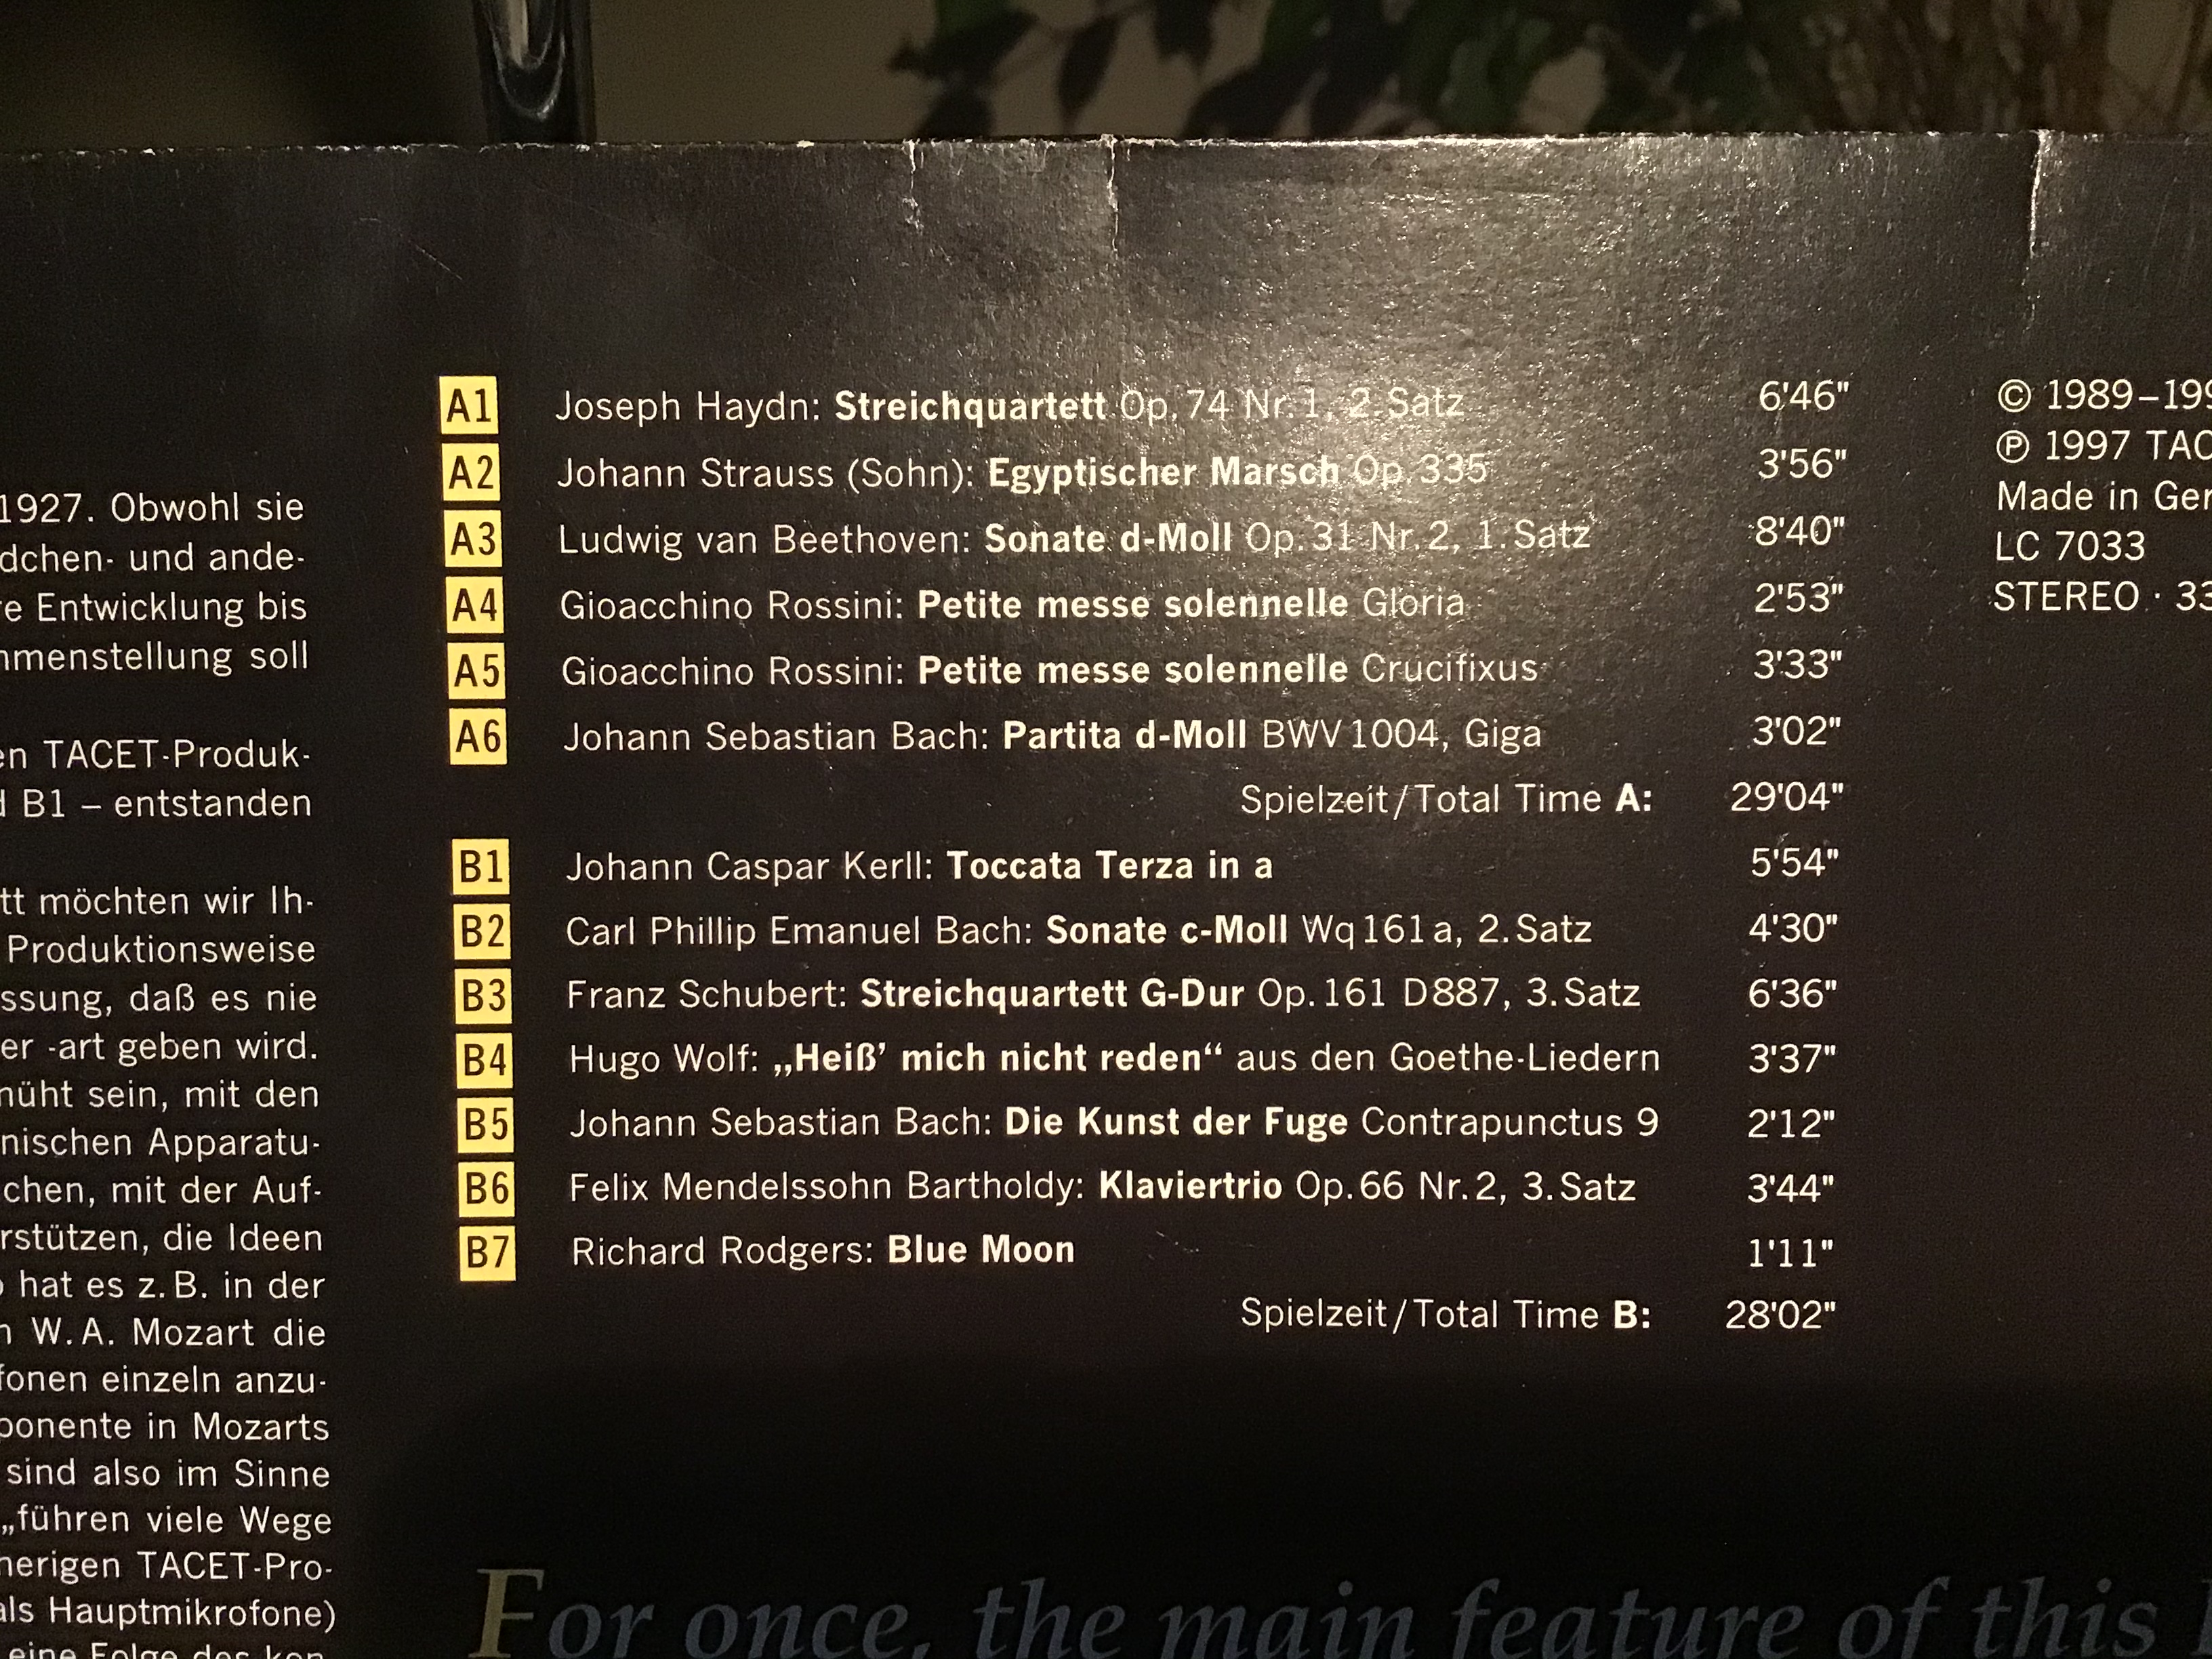 1927. Obwohl sie
dchen- und ande-
re Entwicklung bis
mmenstellung soll
en TACET-Produk-
d B1 – entstanden
tt möchten wir Ih-
Produktionsweise
ssung, daß es nie
er -art geben wird.
müht sein, mit den
nischen Apparatu-
chen, mit der Auf-
rstützen, die Ideen
o hat es z. B. in der
n W. A. Mozart die
fonen einzeln anzu-
ponente in Mozarts
sind also im Sinne
„führen viele Wege
herigen TACET-Pro-
als Hauptmikrofone)
eine Folge des kon-
A1 Joseph Haydn: Streichquartett Op. 74 Nr. 1, 2. Satz 6'46"
A2 Johann Strauss (Sohn): Egyptischer Marsch Op. 335 3'56"
A3 Ludwig van Beethoven: Sonate d-Moll Op. 31 Nr. 2, 1. Satz 8'40"
A4 Gioacchino Rossini: Petite messe solennelle Gloria 2'53"
A5 Gioacchino Rossini: Petite messe solennelle Crucifixus 3'33"
A6 Johann Sebastian Bach: Partita d-Moll BWV 1004, Giga 3'02"
Spielzeit/Total Time A: 29'04"
B1 Johann Caspar Kerll: Toccata Terza in a 5'54"
B2 Carl Phillip Emanuel Bach: Sonate c-Moll Wq 161 a, 2. Satz 4'30"
B3 Franz Schubert: Streichquartett G-Dur Op. 161 D 887, 3. Satz 6'36"
B4 Hugo Wolf: „Heiß’ mich nicht reden“ aus den Goethe-Liedern 3'37"
B5 Johann Sebastian Bach: Die Kunst der Fuge Contrapunctus 9 2'12"
B6 Felix Mendelssohn Bartholdy: Klaviertrio Op. 66 Nr. 2, 3. Satz 3'44"
B7 Richard Rodgers: Blue Moon 1'11"
Spielzeit/Total Time B: 28'02"
© 1989–199
℗ 1997 TAC
Made in Ger
LC 7033
STEREO · 33
For once, the main feature of this